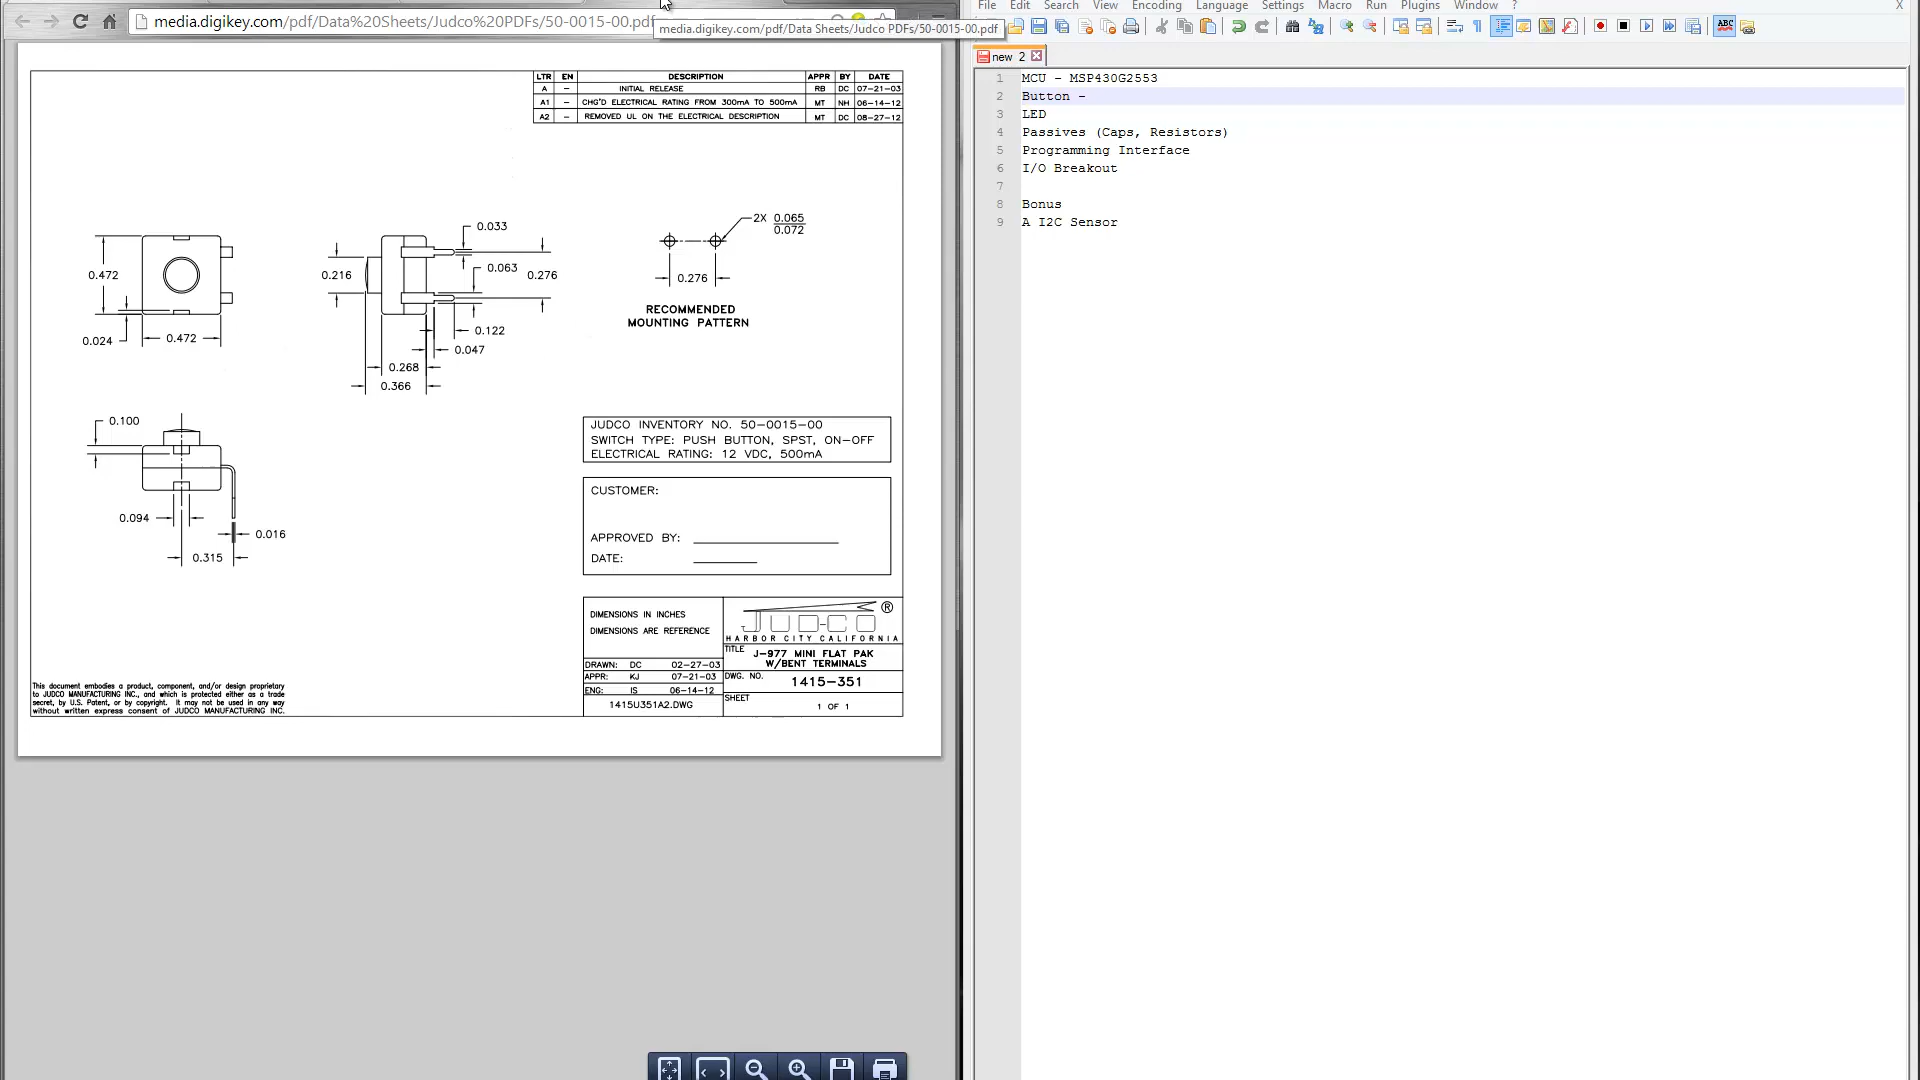 media.digikey.com/pdf/Data%20Sheets/Judco%20PDFs/50-0015-00.pdf
media.digikey.com/pdf/Data Sheets/Judco PDFs/50-0015-00.pdf
LTR EN DESCRIPTION APPR BY DATE
A – INITIAL RELEASE RB DC 07-21-03
A1 – CHG'D ELECTRICAL RATING FROM 300mA TO 500mA MT NH 06-14-12
A2 – REMOVED UL ON THE ELECTRICAL DESCRIPTION MT DC 08-27-12
0.472
0.024
0.472
0.033
0.216
0.063
0.276
0.122
0.047
0.268
0.366
2X 0.065
0.072
0.276
RECOMMENDED
MOUNTING PATTERN
0.100
0.094
0.016
0.315
JUDCO INVENTORY NO. 50-0015-00
SWITCH TYPE: PUSH BUTTON, SPST, ON-OFF
ELECTRICAL RATING: 12 VDC, 500mA
CUSTOMER:
APPROVED BY:
DATE:
DIMENSIONS IN INCHES
DIMENSIONS ARE REFERENCE
DRAWN: DC 02-27-03
APPR: KJ 07-21-03
ENG: IS 06-14-12
1415U351A2.DWG
JUDCO ®
HARBOR CITY CALIFORNIA
TITLE J-977 MINI FLAT PAK
W/BENT TERMINALS
DWG. NO. 1415-351
SHEET 1 OF 1
This document embodies a product, component, and/or design proprietary
to JUDCO MANUFACTURING INC., and which is protected either as a trade
secret, by U.S. Patent, or by copyright. It may not be used in any way
without written express consent of JUDCO MANUFACTURING INC.
File Edit Search View Encoding Language Settings Macro Run Plugins Window ? X
ABC
new 2
1 MCU - MSP430G2553
2 Button -
3 LED
4 Passives (Caps, Resistors)
5 Programming Interface
6 I/O Breakout
7
8 Bonus
9 A I2C Sensor